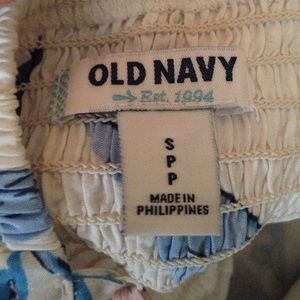 OLD NAVY
Est. 1994
S
P
P
MADE IN
PHILIPPINES